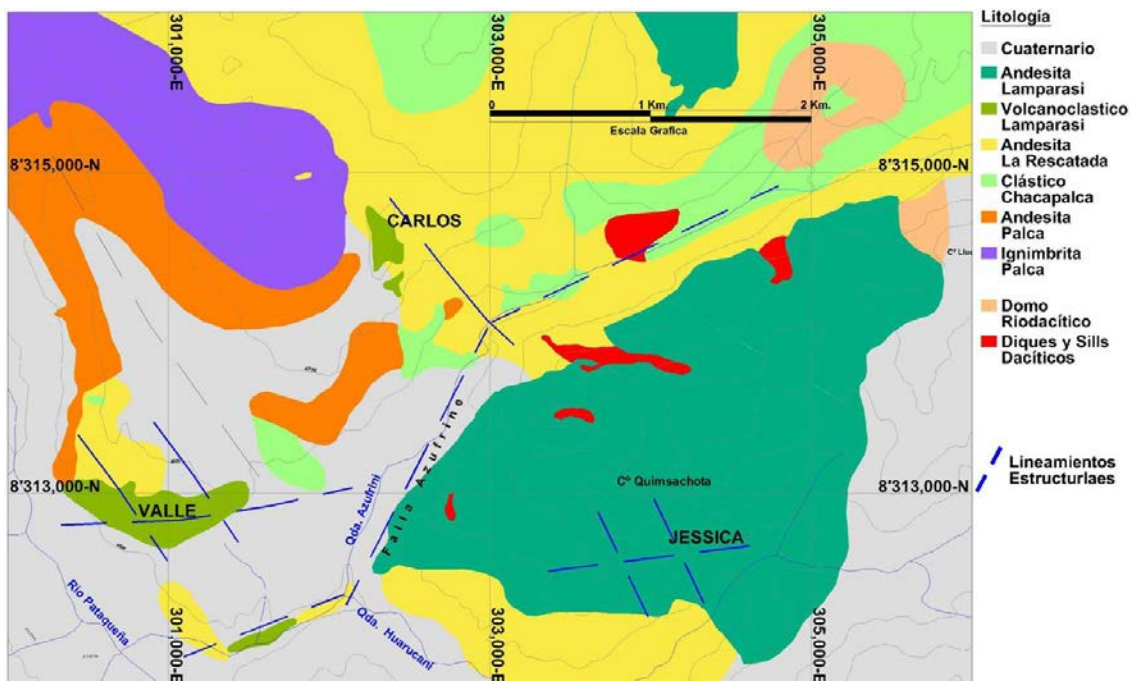 Litología
Cuaternario
Andesita
Lamparasi
Volcanoclastico
Lamparasi
Andesita
La Rescatada
Clástico
Chacapalca
Andesita
Palca
Ignimbrita
Palca
Domo
Riodacítico
Diques y Sills
Dacíticos
Lineamientos
Estructurlaes
301,000-E
303,000-E
305,000-E
0 1 Km. 2 Km.
Escala Grafica
8'315,000-N
8'315,000-N
CARLOS
Falla Azufrine
8'313,000-N
8'313,000-N
Cº Quimsachota
VALLE
JESSICA
Qda. Azufrini
Rio Pataqueña
Qda. Huarucani
301,000-E
303,000-E
305,000-E